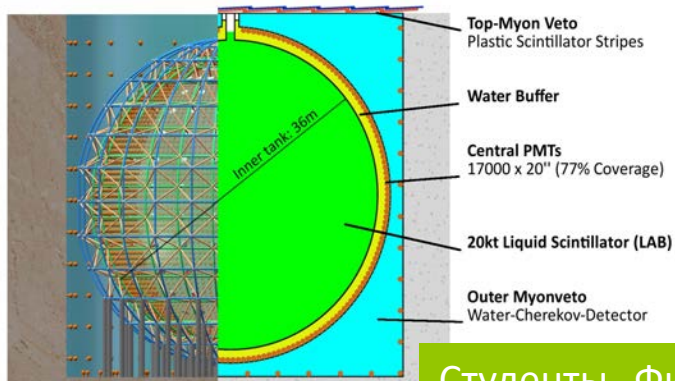 Top-Myon Veto
Plastic Scintillator Stripes
Water Buffer
Inner tank: 36m
Central PMTs
17000 x 20" (77% Coverage)
20kt Liquid Scintillator (LAB)
Outer Myonveto
Water-Cherekov-Detector
Студенты